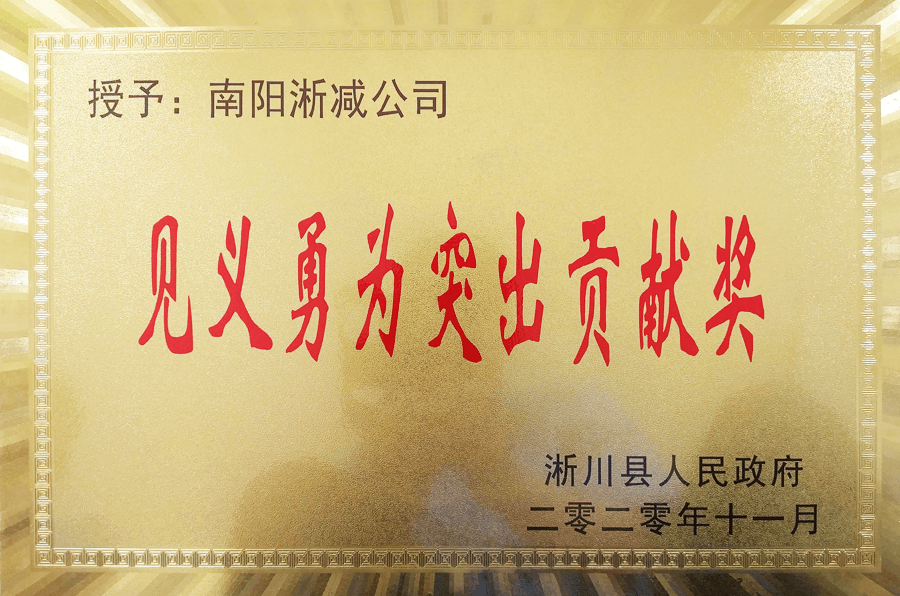 授予：南阳淅减公司
见义勇为突出贡献奖
淅川县人民政府
二零二零年十一月